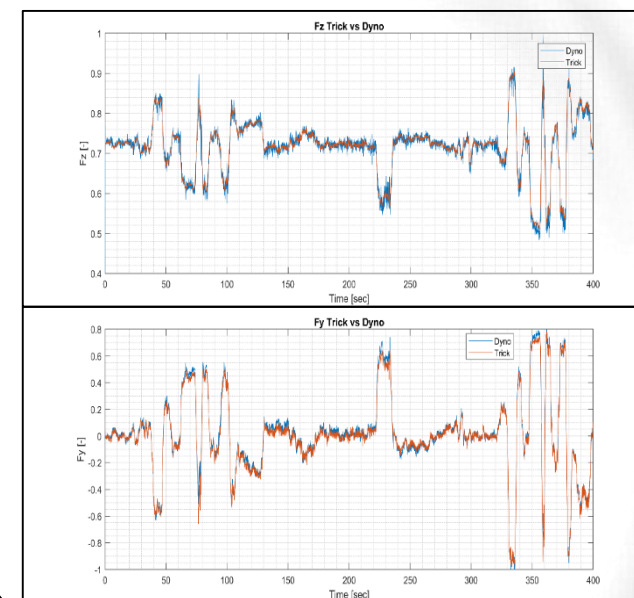 Fz Trick vs Dyno
Dyno
Trick
1
0.9
0.8
0.7
0.6
0.5
0.4
Fz [-]
0 50 100 150 200 250 300 350 400
Time [sec]
Fy Trick vs Dyno
Dyno
Trick
0.8
0.6
0.4
0.2
0
-0.2
-0.4
-0.6
-0.8
-1
Fy [-]
0 50 100 150 200 250 300 350 400
Time [sec]